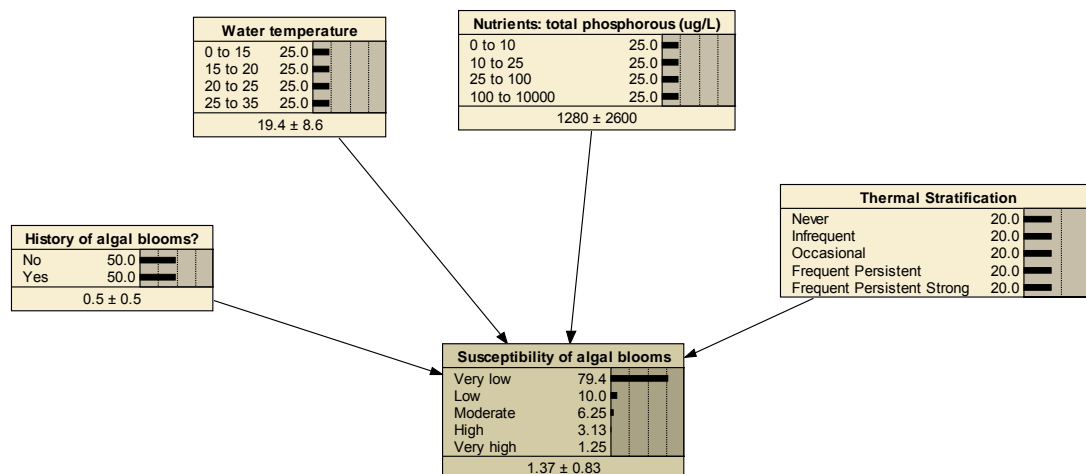 Water temperature
0 to 15 25.0
15 to 20 25.0
20 to 25 25.0
25 to 35 25.0
19.4 ± 8.6
Nutrients: total phosphorous (ug/L)
0 to 10 25.0
10 to 25 25.0
25 to 100 25.0
100 to 10000 25.0
1280 ± 2600
Thermal Stratification
Never 20.0
Infrequent 20.0
Occasional 20.0
Frequent Persistent 20.0
Frequent Persistent Strong 20.0
History of algal blooms?
No 50.0
Yes 50.0
0.5 ± 0.5
Susceptibility of algal blooms
Very low 79.4
Low 10.0
Moderate 6.25
High 3.13
Very high 1.25
1.37 ± 0.83